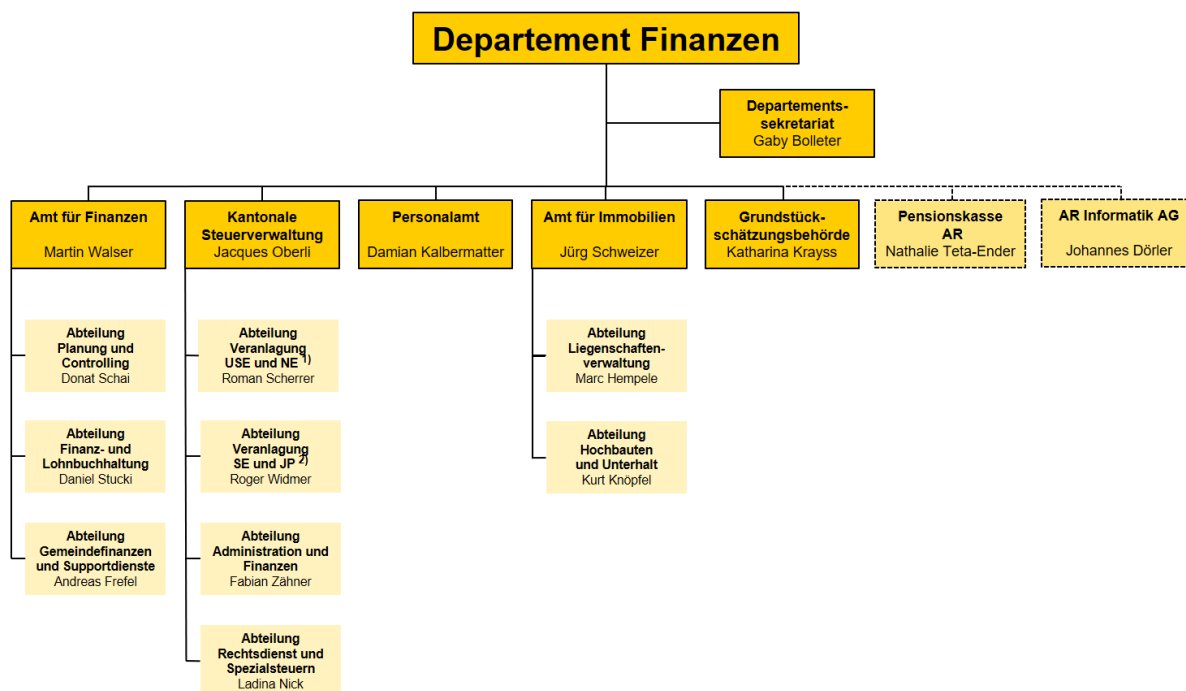 Departement Finanzen
Departements-
sekretariat
Gaby Bolleter
Amt für Finanzen
Martin Walser
Kantonale
Steuerverwaltung
Jacques Oberli
Personalamt
Damian Kalbermatter
Amt für Immobilien
Jürg Schweizer
Grundstück-
schätzungsbehörde
Katharina Krayss
Pensionskasse
AR
Nathalie Teta-Ender
AR Informatik AG
Johannes Dörler
Abteilung
Planung und
Controlling
Donat Schai
Abteilung
Veranlagung
USE und NE 1)
Roman Scherrer
Abteilung
Liegenschaften-
verwaltung
Marc Hempele
Abteilung
Finanz- und
Lohnbuchhaltung
Daniel Stucki
Abteilung
Veranlagung
SE und JP 2)
Roger Widmer
Abteilung
Hochbauten
und Unterhalt
Kurt Knöpfel
Abteilung
Gemeindefinanzen
und Supportdienste
Andreas Frefel
Abteilung
Administration und
Finanzen
Fabian Zähner
Abteilung
Rechtsdienst und
Spezialsteuern
Ladina Nick